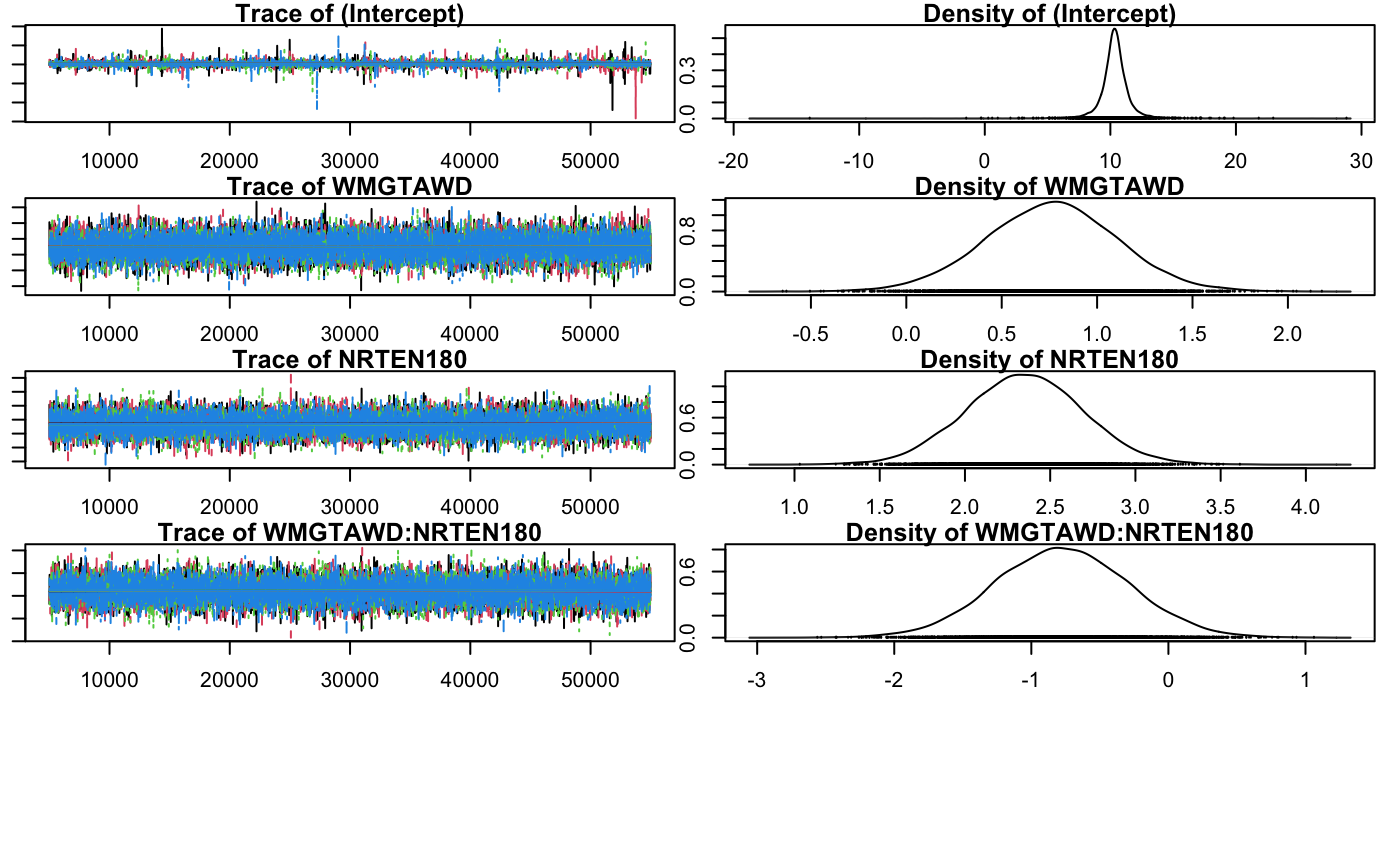 Trace of (Intercept)
10000 20000 30000 40000 50000
Density of (Intercept)
0.0 0.3
-20 -10 0 10 20 30
Trace of WMGTAWD
10000 20000 30000 40000 50000
Density of WMGTAWD
0.0 0.8
-0.5 0.0 0.5 1.0 1.5 2.0
Trace of NRTEN180
10000 20000 30000 40000 50000
Density of NRTEN180
0.0 0.6
1.0 1.5 2.0 2.5 3.0 3.5 4.0
Trace of WMGTAWD:NRTEN180
10000 20000 30000 40000 50000
Density of WMGTAWD:NRTEN180
0.0 0.6
-3 -2 -1 0 1